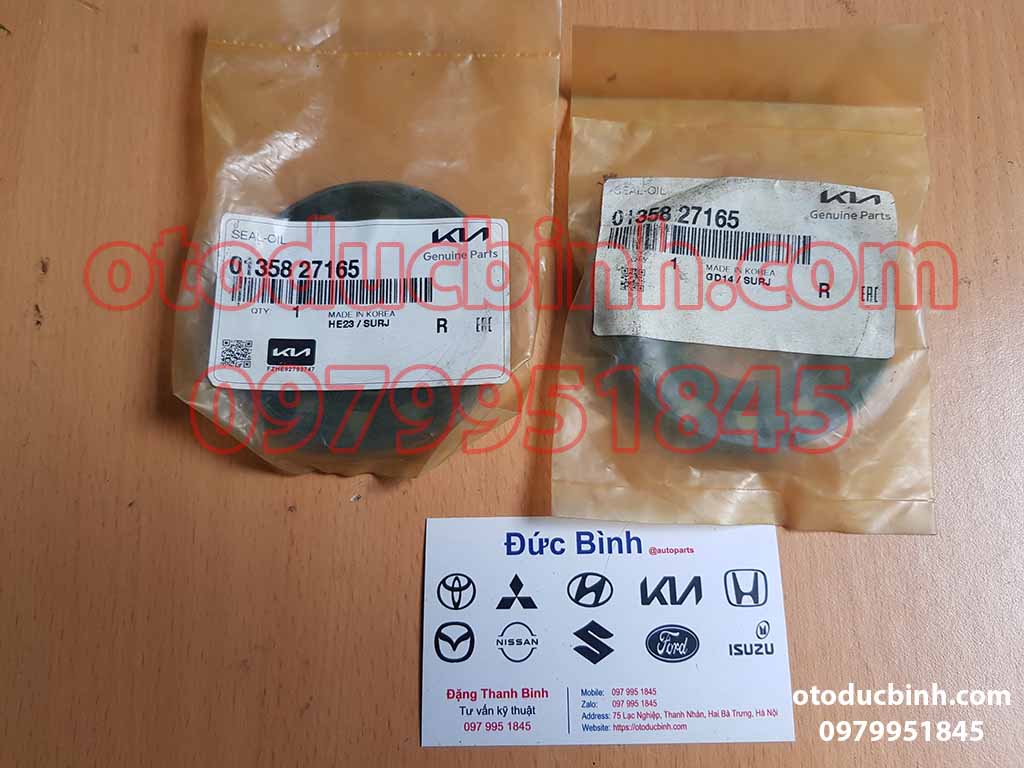 SEAL-OIL
KIA
Genuine Parts
01358 27165
QTY 1
MADE IN KOREA
HE23 / SURJ
R
EAC
KIA
FZHE92793747
SEAL-OIL
KIA
Genuine Parts
01358 27165
1
MADE IN KOREA
GD14 / SURJ
R
EAC
otoducbinh.com
0979951845
Đức Bình @autoparts
KIA
NISSAN
Ford
ISUZU
Đặng Thanh Bình
Tư vấn kỹ thuật
097 995 1845
Mobile: 097 995 1845
Zalo: 097 995 1845
Address: 75 Lạc Nghiệp, Thanh Nhàn, Hai Bà Trưng, Hà Nội
Website: https://otoducbinh.com
otoducbinh.com
0979951845